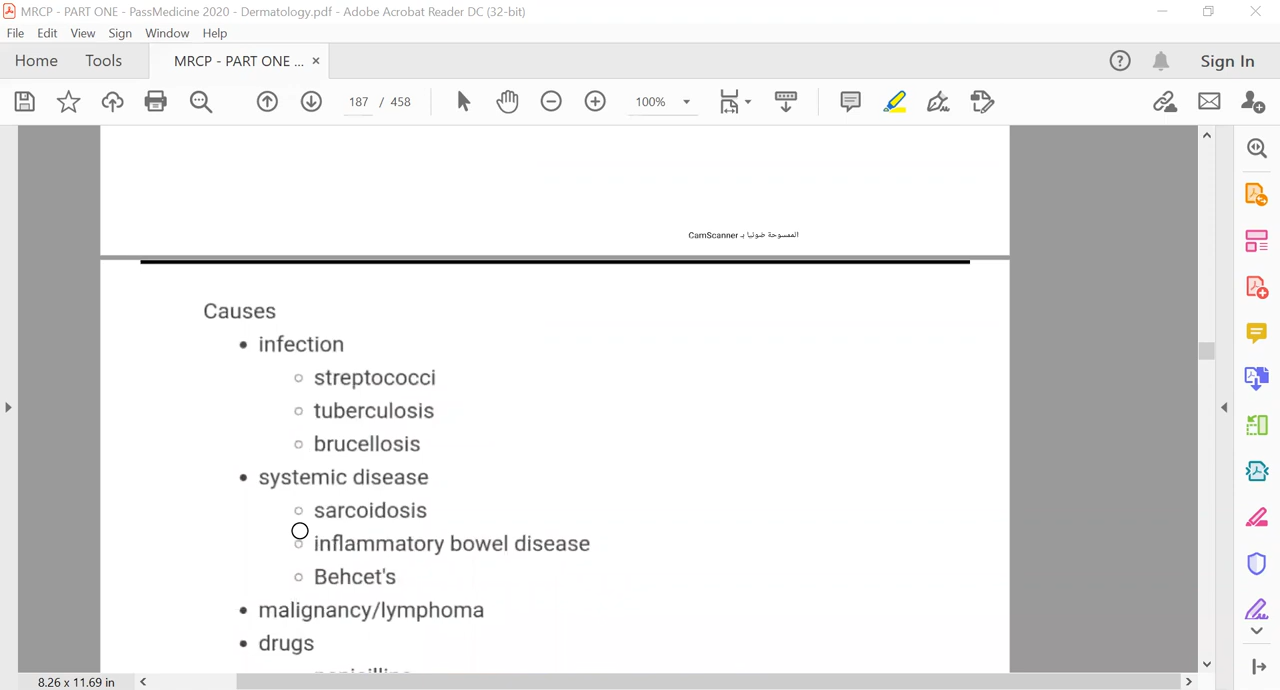 MRCP - PART ONE - PassMedicine 2020 - Dermatology.pdf - Adobe Acrobat Reader DC (32-bit)
File Edit View Sign Window Help
Home Tools MRCP - PART ONE ... × Sign In
187 / 458 100%
الممسوحة ضوئيا بـ CamScanner
Causes
• infection
○ streptococci
○ tuberculosis
○ brucellosis
• systemic disease
○ sarcoidosis
○ inflammatory bowel disease
○ Behcet's
• malignancy/lymphoma
• drugs
8.26 x 11.69 in